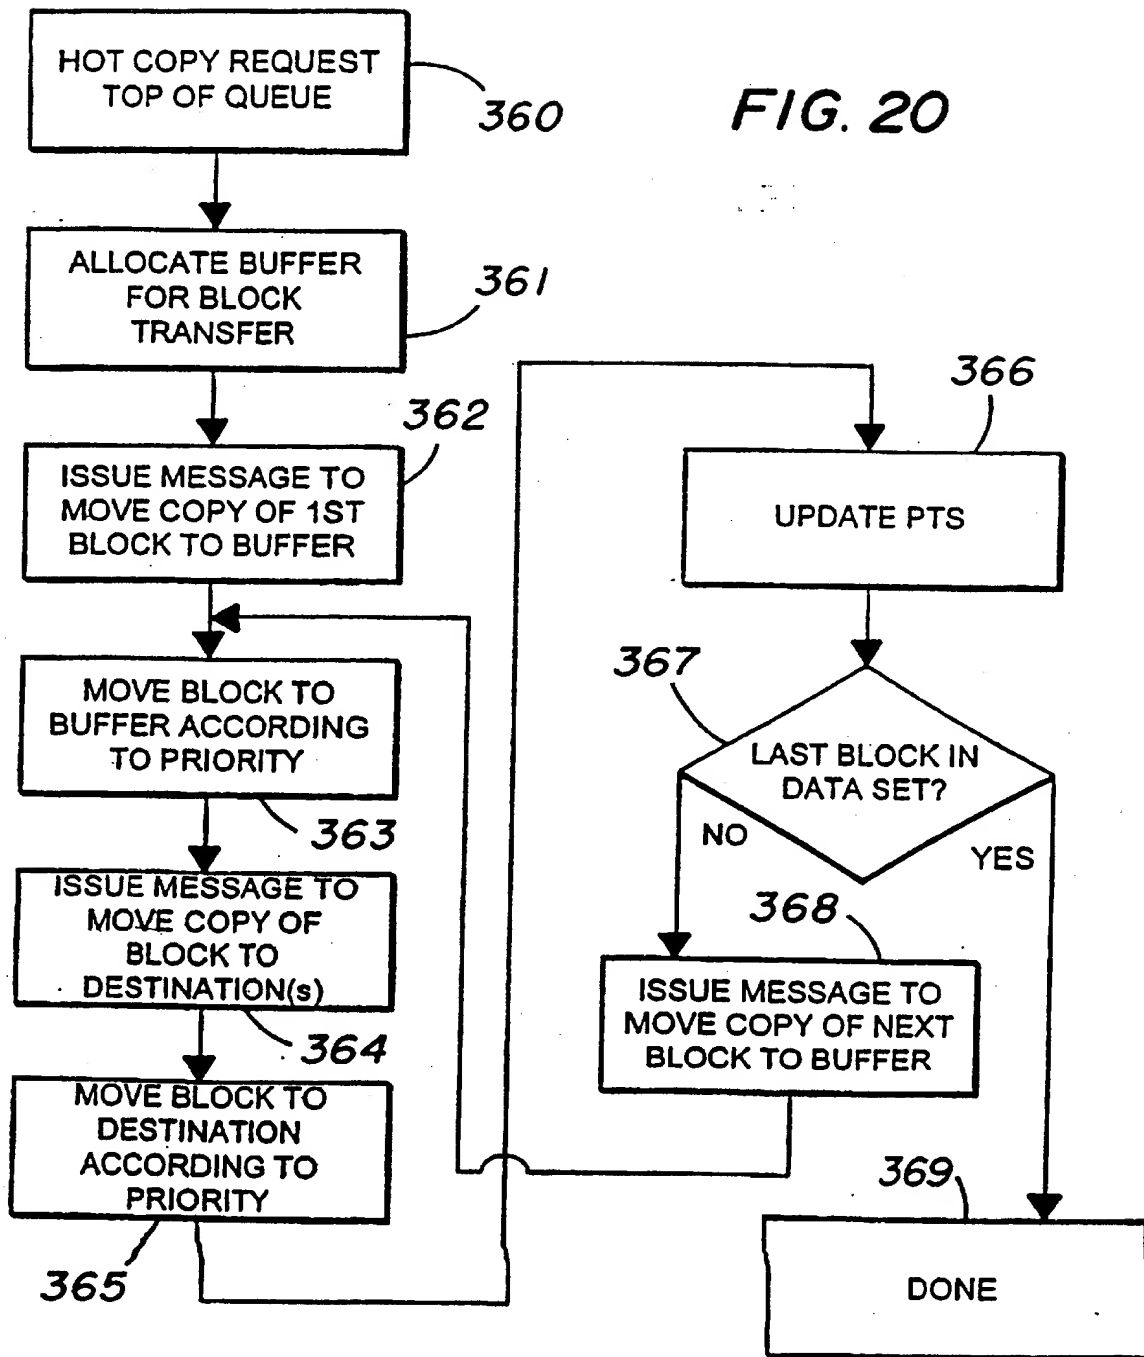 HOT COPY REQUEST
TOP OF QUEUE
360
FIG. 20
ALLOCATE BUFFER
FOR BLOCK
TRANSFER
361
ISSUE MESSAGE TO
MOVE COPY OF 1ST
BLOCK TO BUFFER
362
MOVE BLOCK TO
BUFFER ACCORDING
TO PRIORITY
363
ISSUE MESSAGE TO
MOVE COPY OF
BLOCK TO
DESTINATION(s)
364
MOVE BLOCK TO
DESTINATION
ACCORDING TO
PRIORITY
365
366
UPDATE PTS
367
LAST BLOCK IN
DATA SET?
NO
YES
368
ISSUE MESSAGE TO
MOVE COPY OF NEXT
BLOCK TO BUFFER
369
DONE